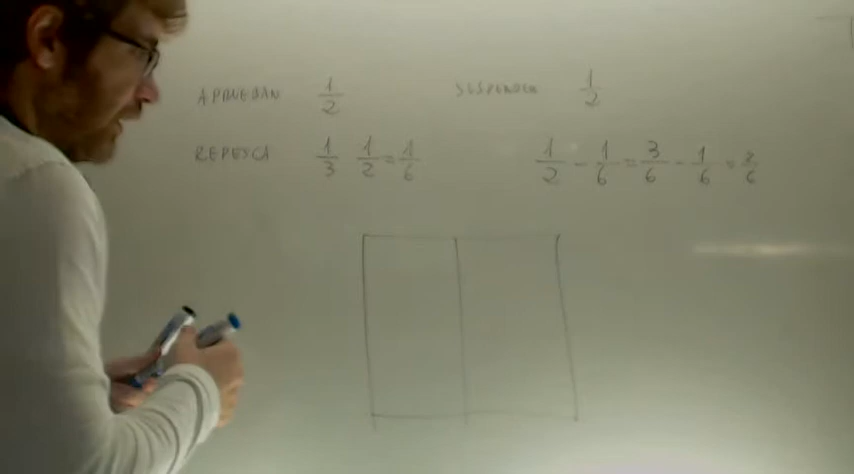 APRUEBAN 1/2 SUSPENDEN 1/2
REPESCA 1/3 1/2 = 1/6 1/2 - 1/6 = 3/6 - 1/6 = 2/6